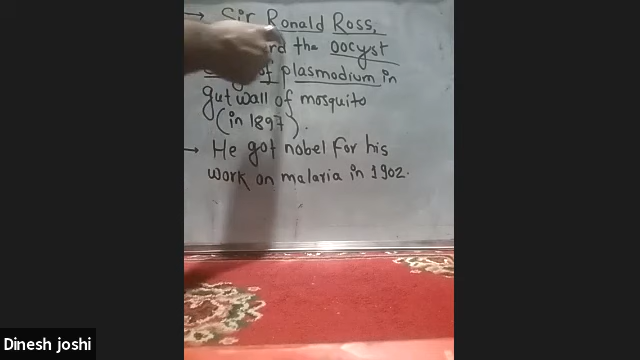 → Sir Ronald Ross,
the oocyst
of plasmodium in
gut wall of mosquito
(in 1897).
→ He got nobel for his
work on malaria in 1902.
Dinesh joshi